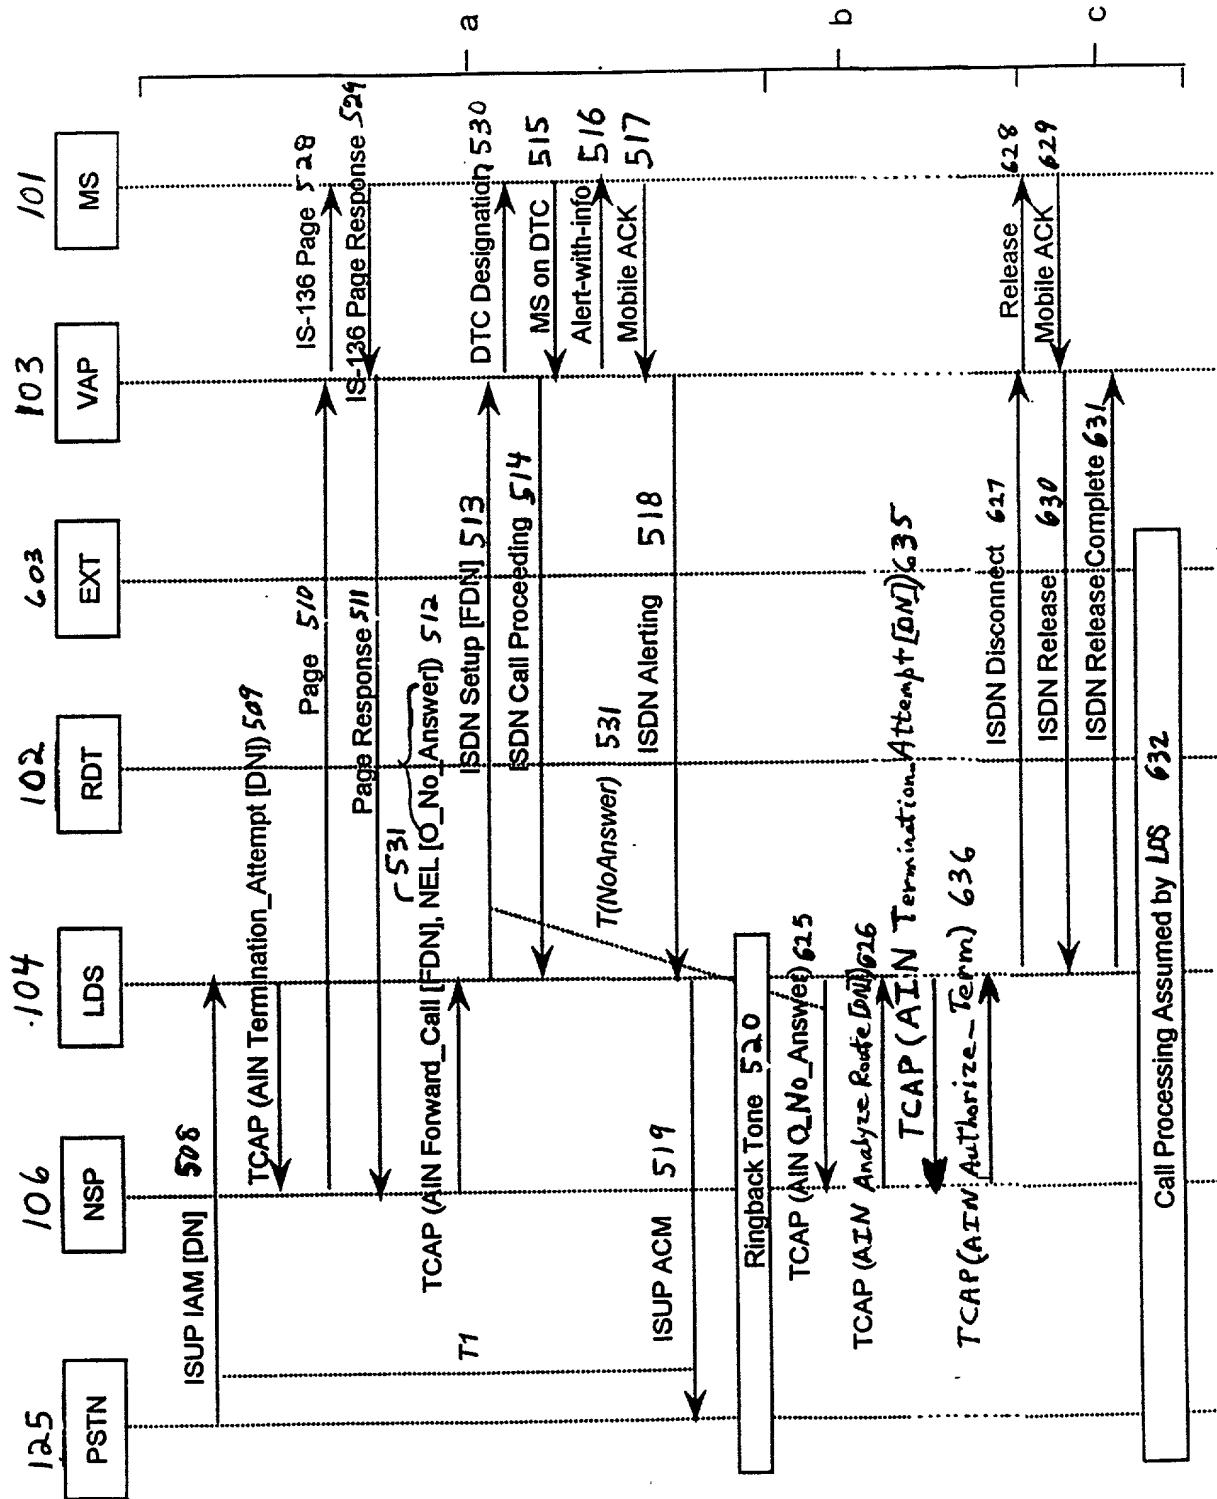 125
106
.104
102
603
103
101
PSTN
NSP
LDS
RDT
EXT
VAP
MS
ISUP IAM [DN] 508
TCAP (AIN Termination_Attempt [DN]) 509
Page 510
IS-136 Page 528
IS-136 Page Response 529
Page Response 511
531
TCAP (AIN Forward_Call [FDN], NEL [O_No_Answer]) 512
T1
a
ISDN Setup [FDN] 513
DTC Designation 530
ISDN Call Proceeding 514
MS on DTC 515
Alert-with-info 516
T(NoAnswer) 531
Mobile ACK 517
ISDN Alerting 518
ISUP ACM 519
Ringback Tone 520
TCAP (AIN O_No_Answer) 625
b
TCAP (AIN Analyze Route [DN]) 626
TCAP (AIN Termination_Attempt [DN]) 635
TCAP (AIN Authorize_Term) 636
ISDN Disconnect 627
Release 628
Mobile ACK 629
ISDN Release 630
c
ISDN Release Complete 631
Call Processing Assumed by LDS 632